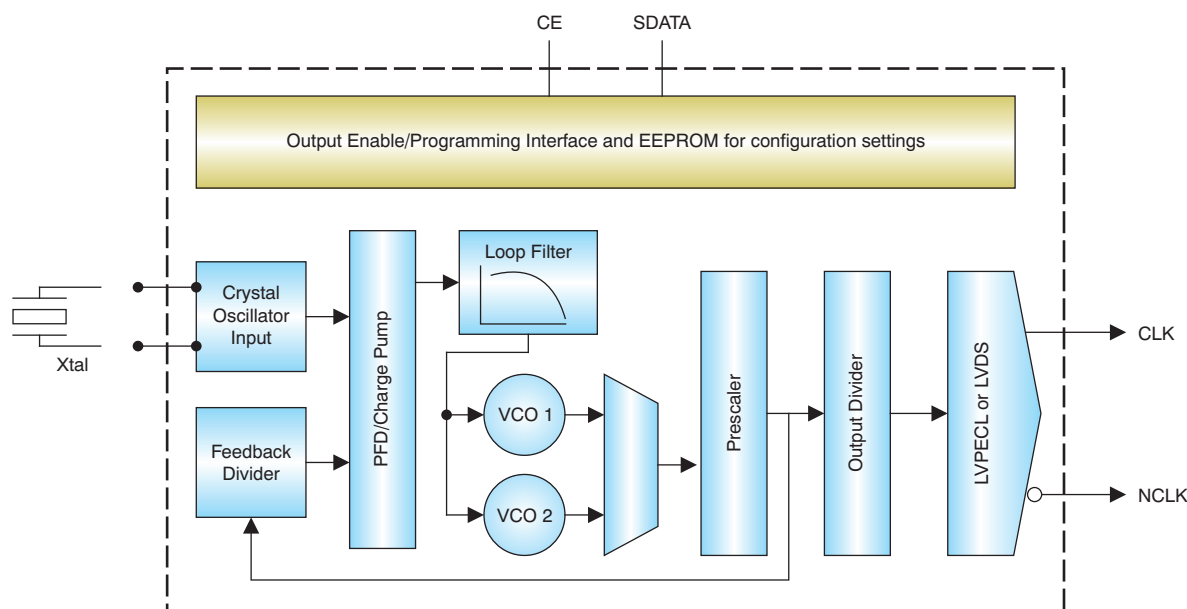 CE
SDATA
Output Enable/Programming Interface and EEPROM for configuration settings
Xtal
Crystal
Oscillator
Input
Feedback
Divider
PFD/Charge Pump
Loop Filter
VCO 1
VCO 2
Prescaler
Output Divider
LVPECL or LVDS
CLK
NCLK